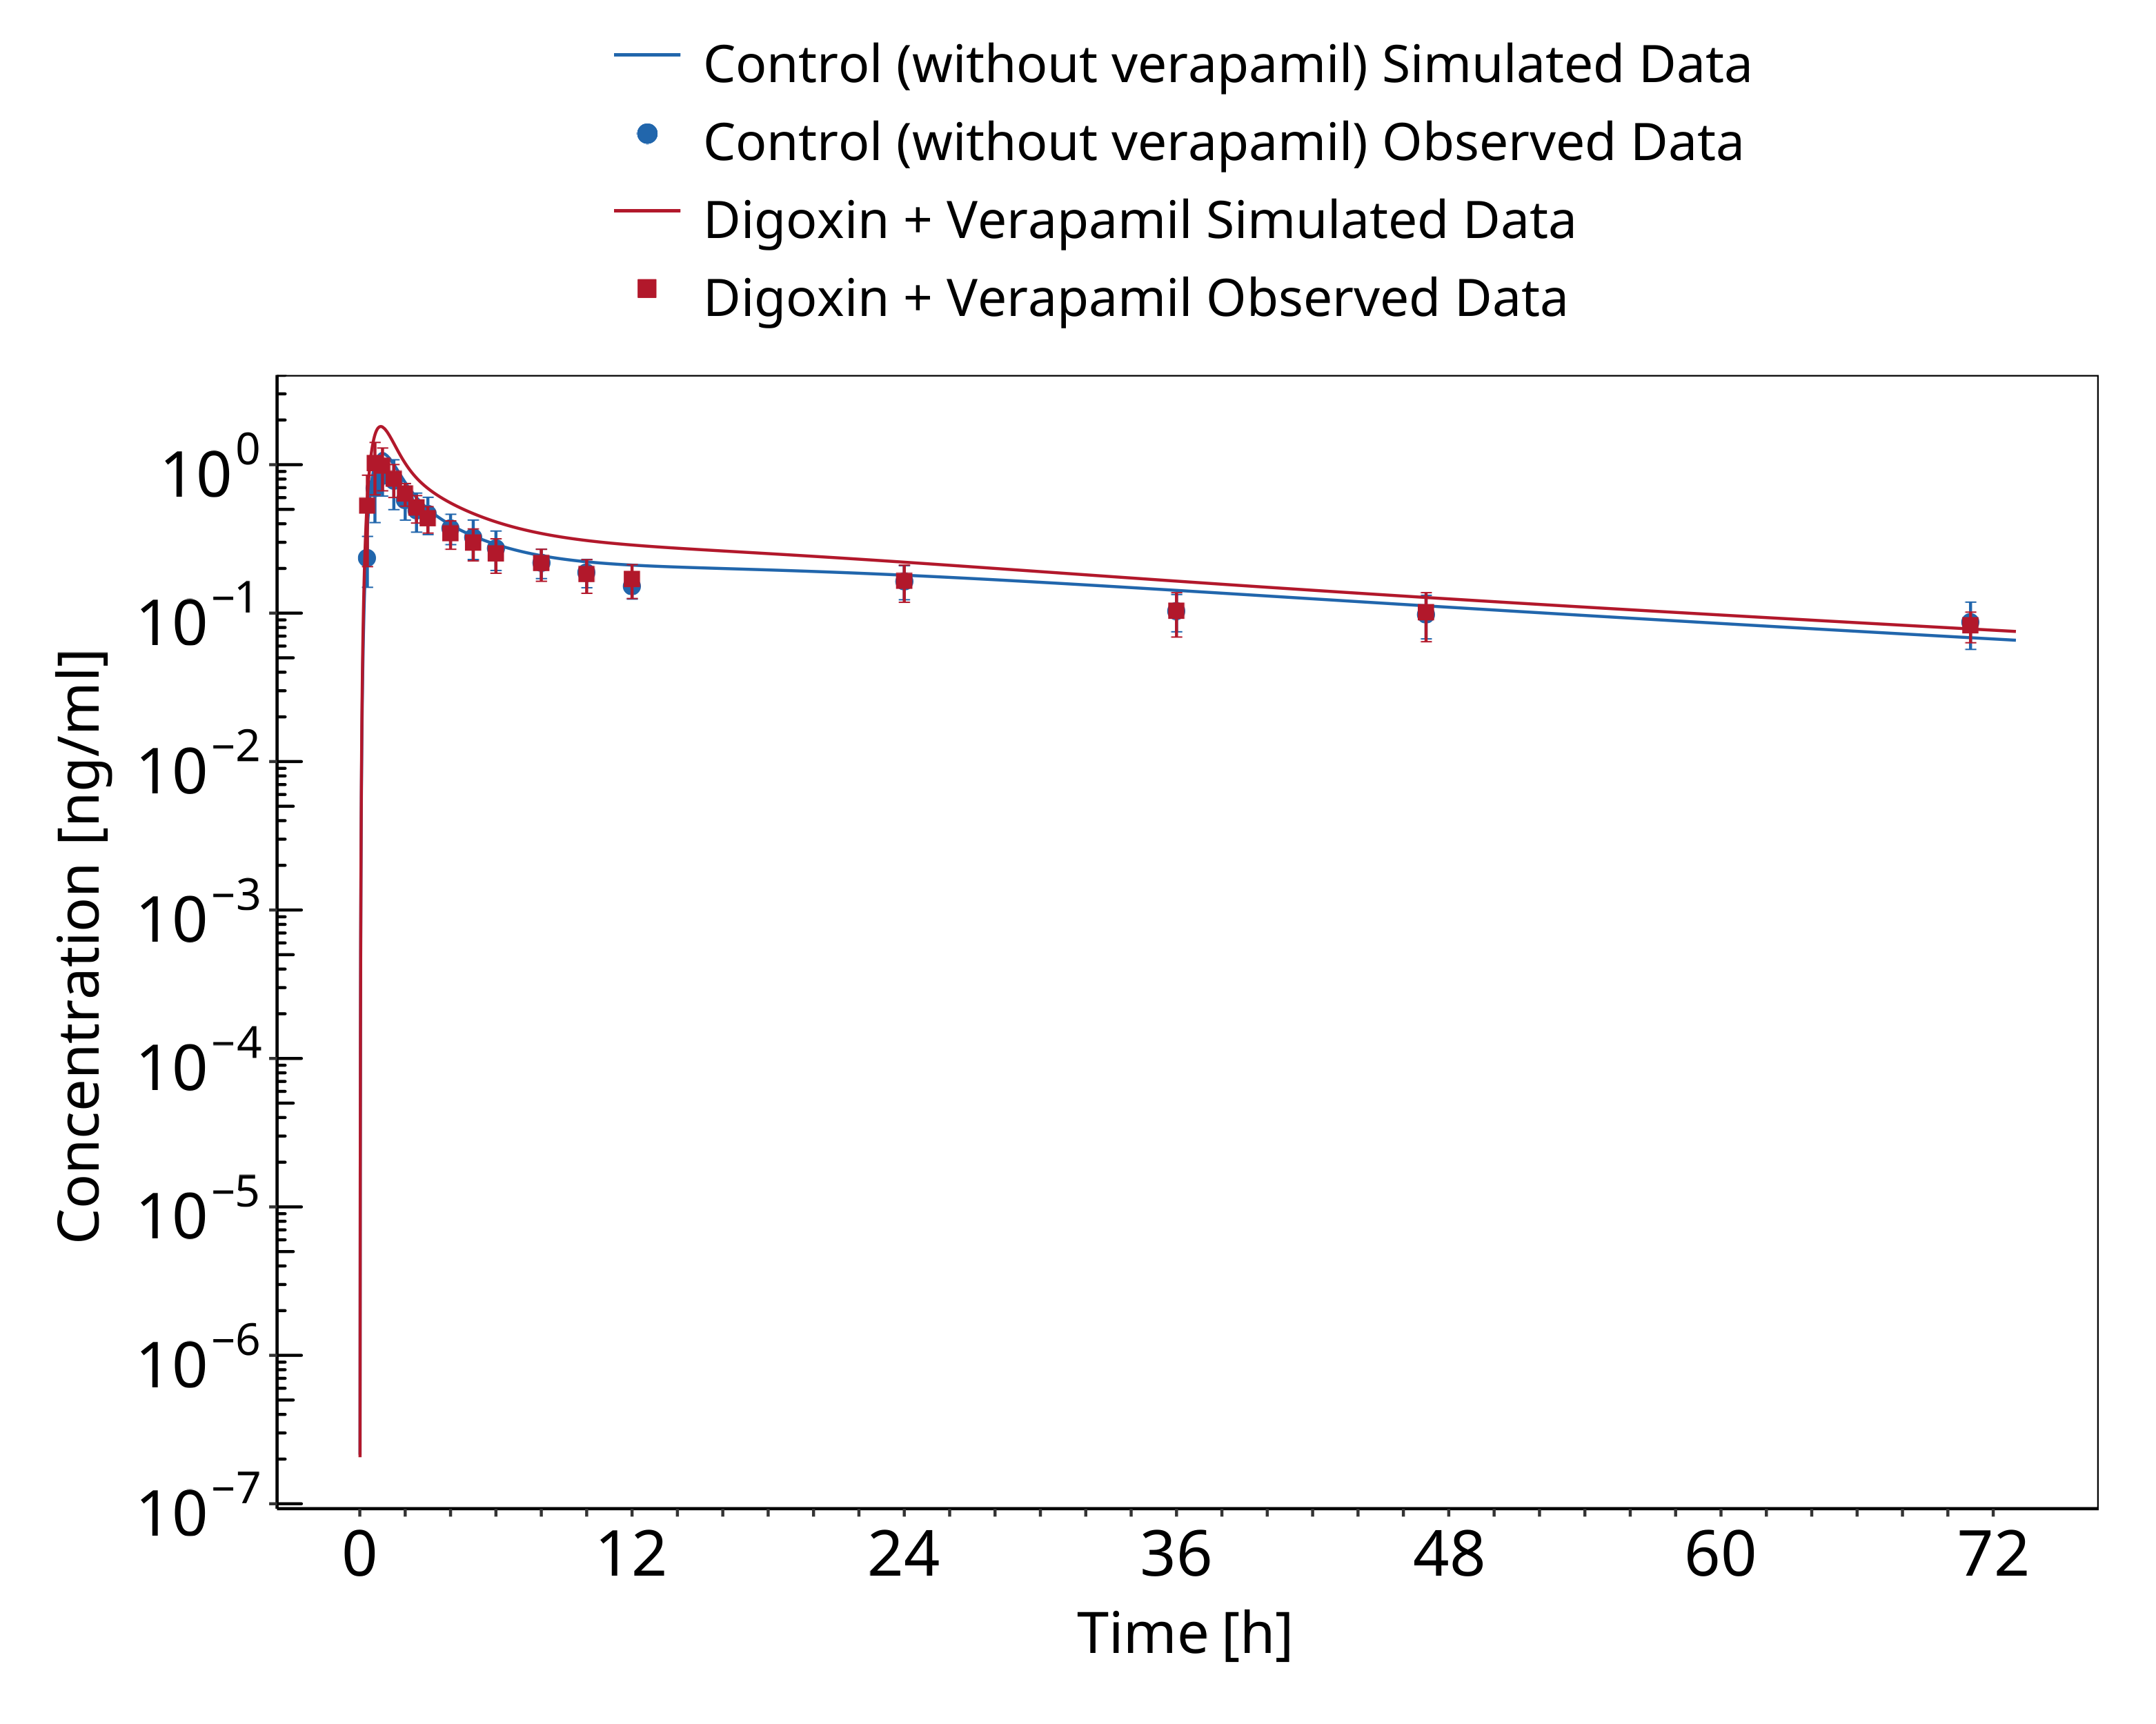 Control (without verapamil) Simulated Data
Control (without verapamil) Observed Data
Digoxin + Verapamil Simulated Data
Digoxin + Verapamil Observed Data
Concentration [ng/ml]
10⁰
10⁻¹
10⁻²
10⁻³
10⁻⁴
10⁻⁵
10⁻⁶
10⁻⁷
0 12 24 36 48 60 72
Time [h]